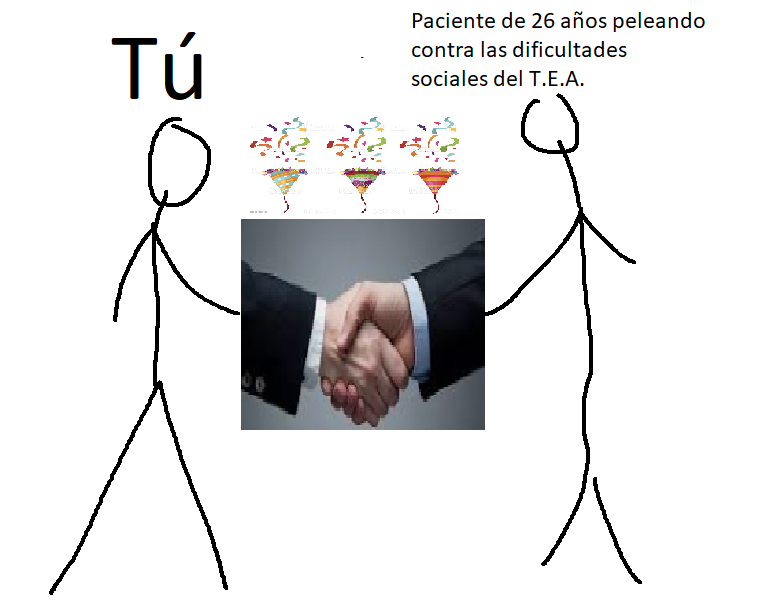 Tú
Paciente de 26 años peleando
contra las dificultades
sociales del T.E.A.